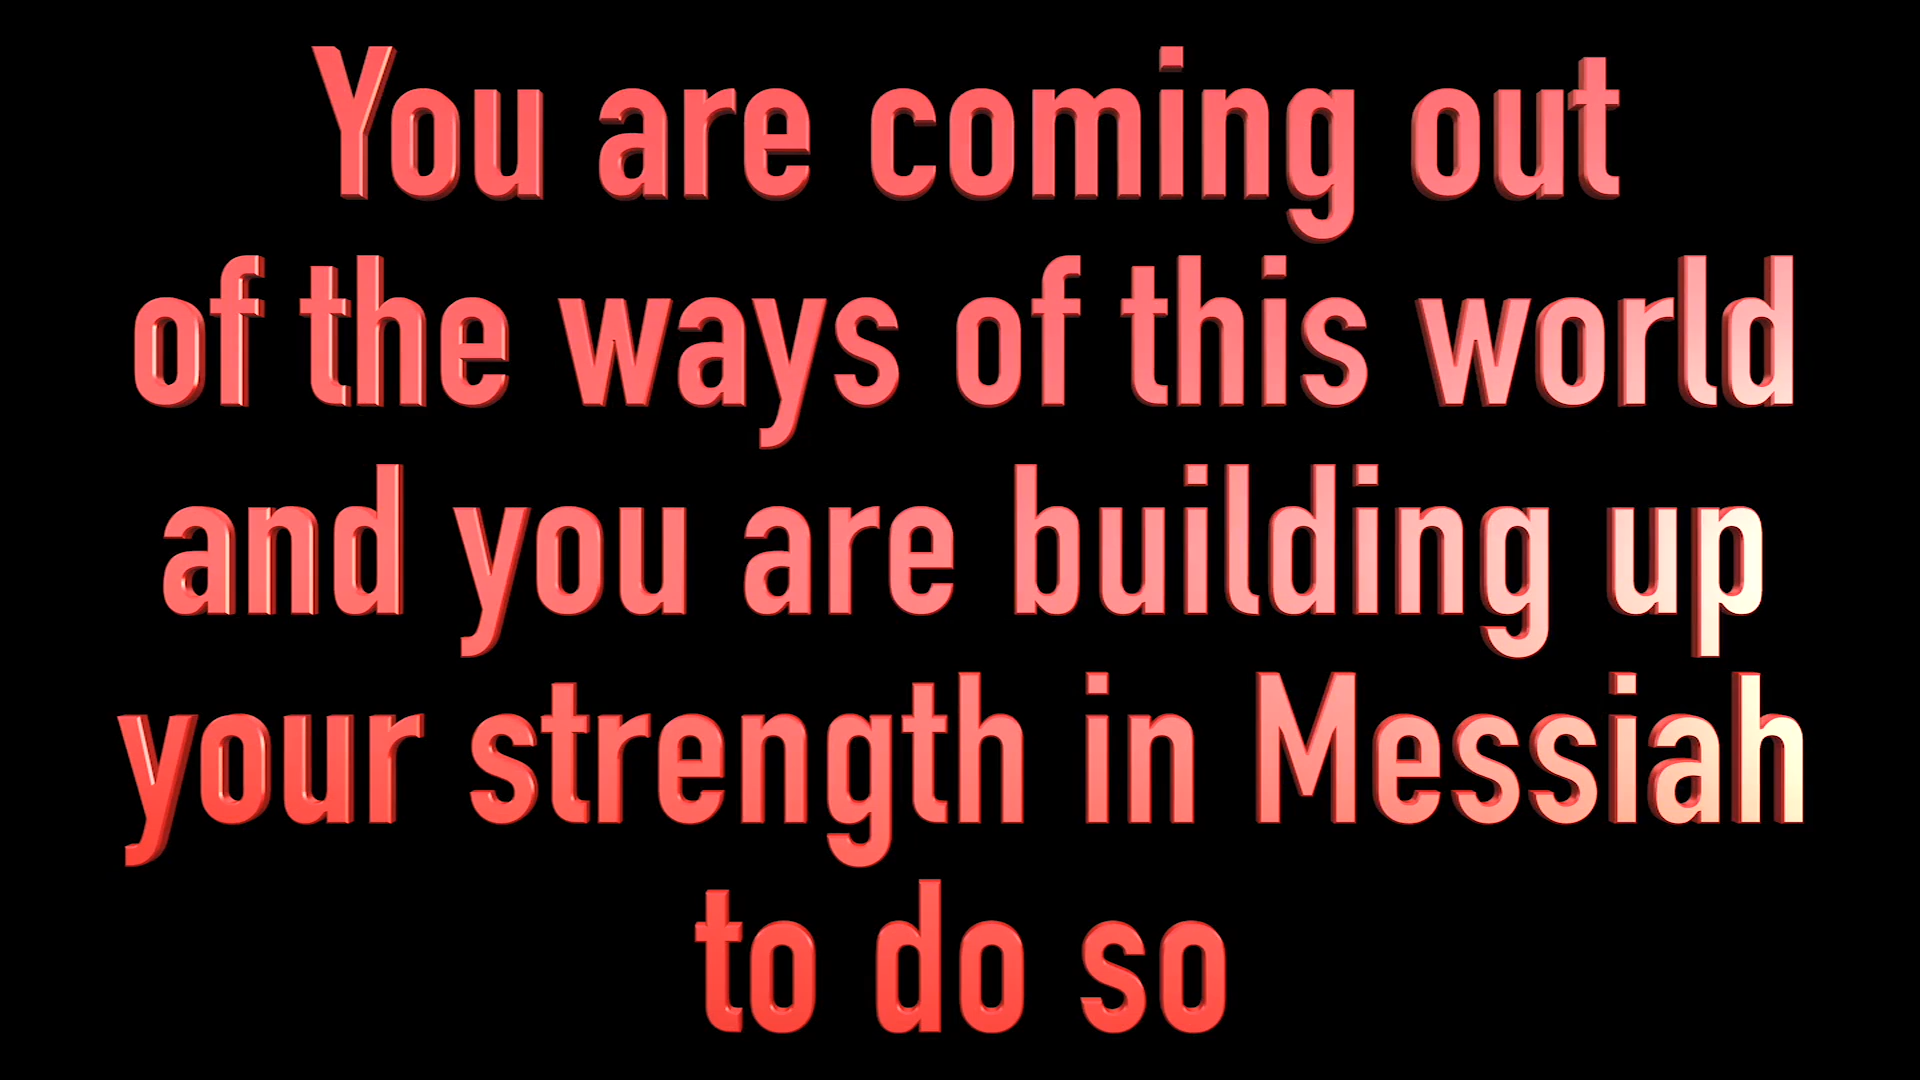 You are coming out
of the ways of this world
and you are building up
your strength in Messiah
to do so